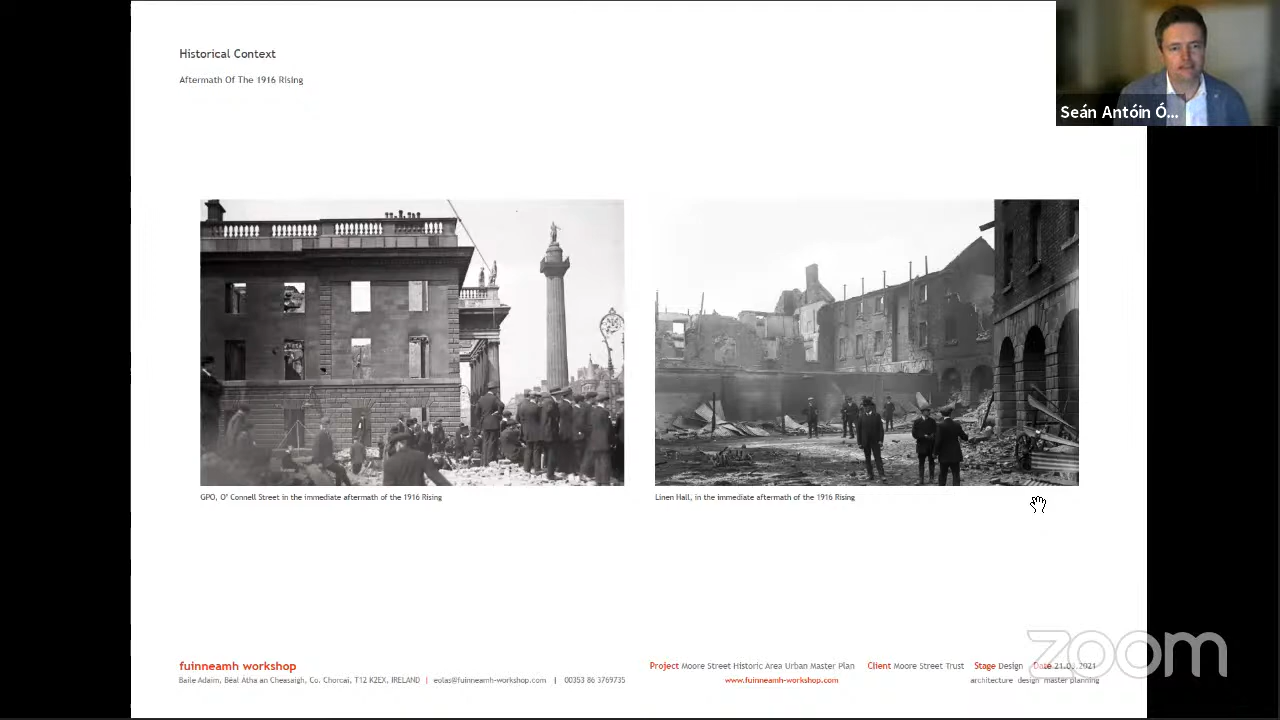 Historical Context
Aftermath Of The 1916 Rising
Seán Antóin Ó...
GPO, O' Connell Street in the immediate aftermath of the 1916 Rising
Linen Hall, in the immediate aftermath of the 1916 Rising
fuinneamh workshop
Project Moore Street Historic Area Urban Master Plan Client Moore Street Trust Stage Design Date
Baile Adaim, Béal Atha an Cheasaigh, Co. Chorcai, T12 K2EX, IRELAND | eolas@fuinneamh-workshop.com | 00353 86 3769735
www.fuinneamh-workshop.com
architecture design master planning
zoom